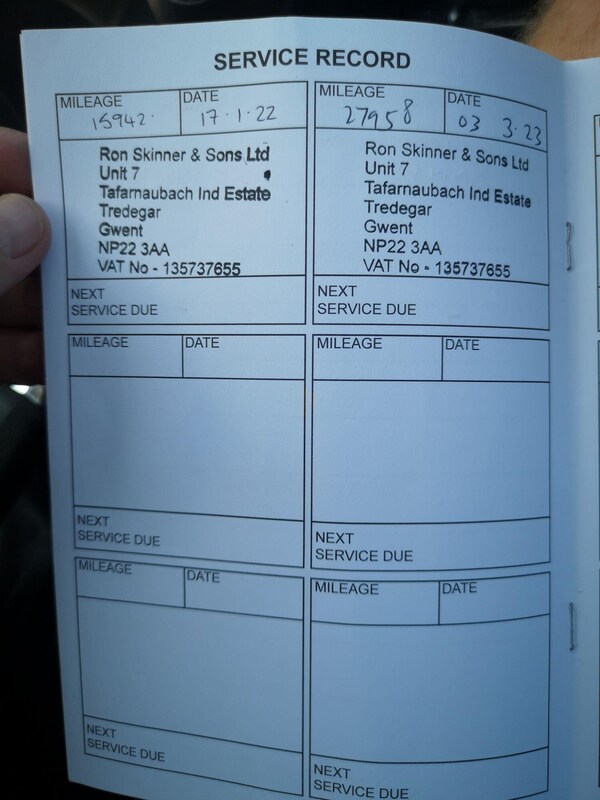 SERVICE RECORD
MILEAGE
15942.
DATE
17.1.22
Ron Skinner & Sons Ltd
Unit 7
Tafarnaubach Ind Estate
Tredegar
Gwent
NP22 3AA
VAT No - 135737655
NEXT
SERVICE DUE
MILEAGE
27958
DATE
03 3.23
Ron Skinner & Sons Ltd
Unit 7
Tafarnaubach Ind Estate
Tredegar
Gwent
NP22 3AA
VAT No - 135737655
NEXT
SERVICE DUE
MILEAGE
DATE
NEXT
SERVICE DUE
MILEAGE
DATE
NEXT
SERVICE DUE
MILEAGE
DATE
NEXT
SERVICE DUE
MILEAGE
DATE
NEXT
SERVICE DUE